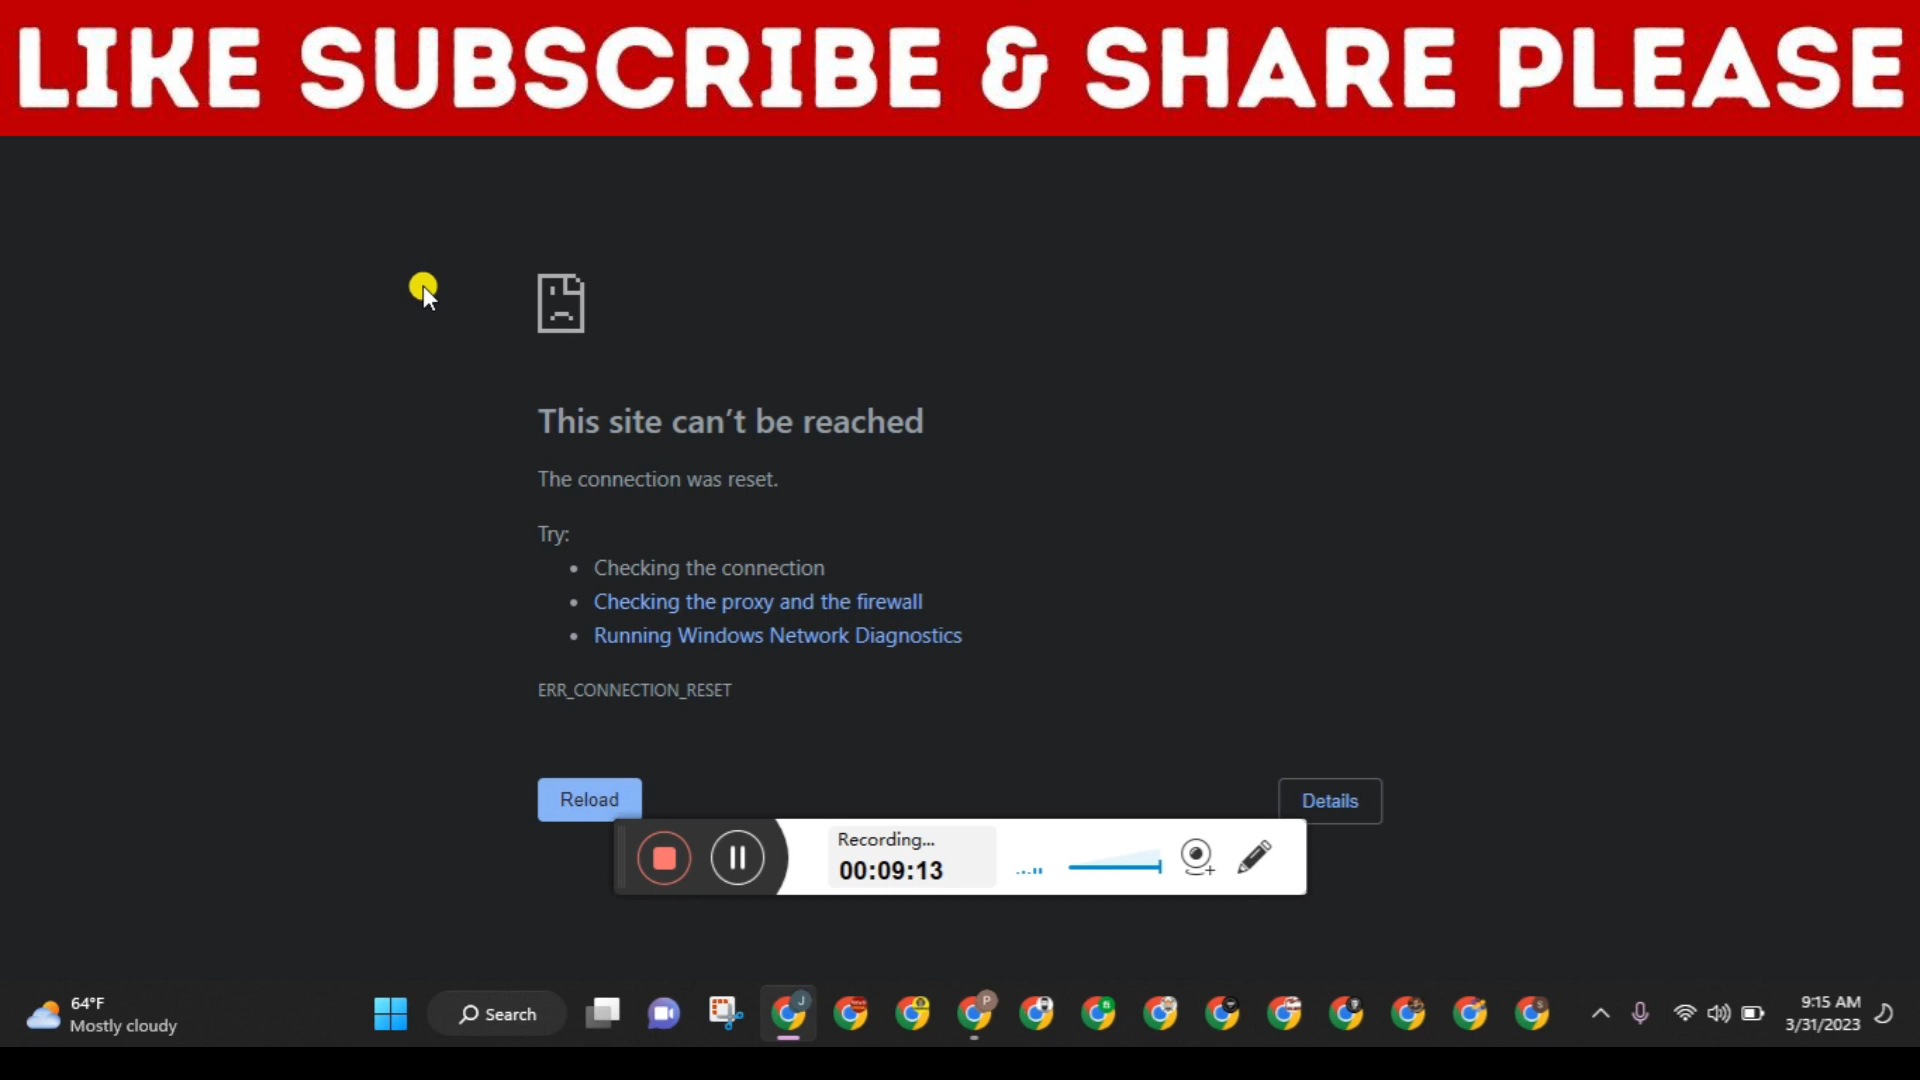 LIKE SUBSCRIBE & SHARE PLEASE
This site can't be reached
The connection was reset.
Try:
Checking the connection
Checking the proxy and the firewall
Running Windows Network Diagnostics
ERR_CONNECTION_RESET
Reload
Details
Recording...
00:09:13
64°F
Mostly cloudy
Search
J
P
9:15 AM
3/31/2023